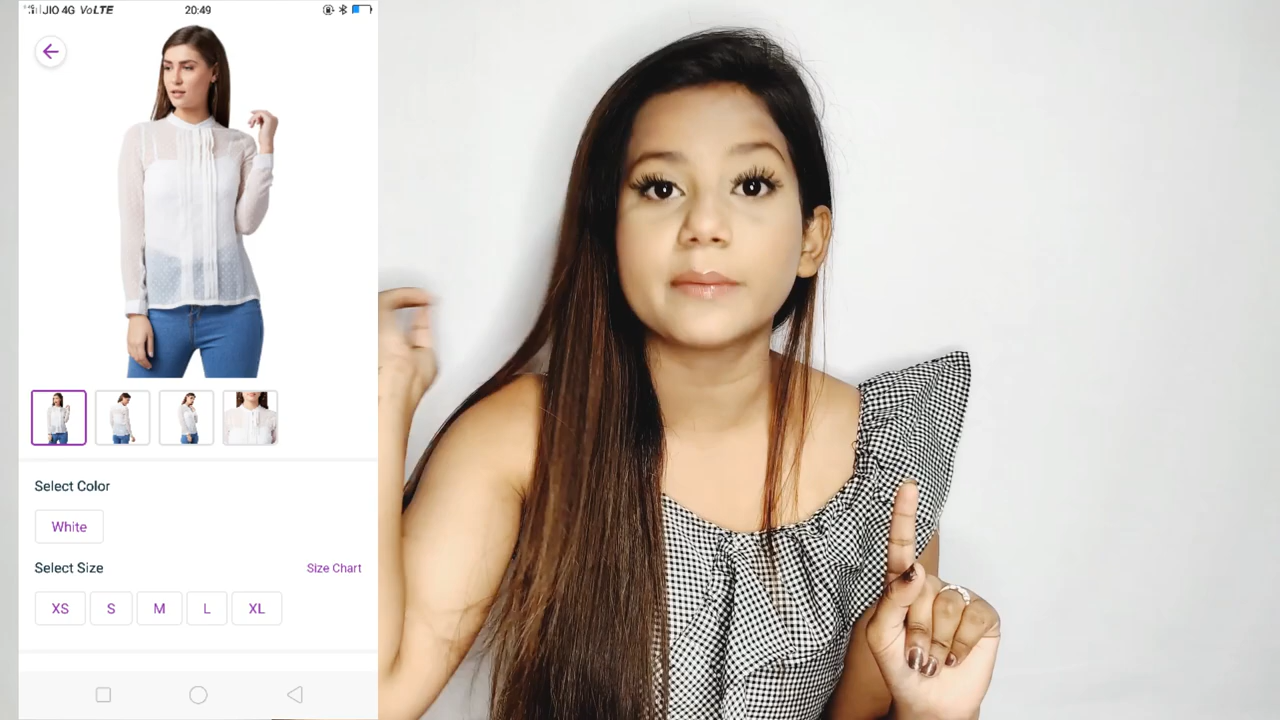 JIO 4G VoLTE 20:49
Select Color
White
Select Size Size Chart
XS S M L XL